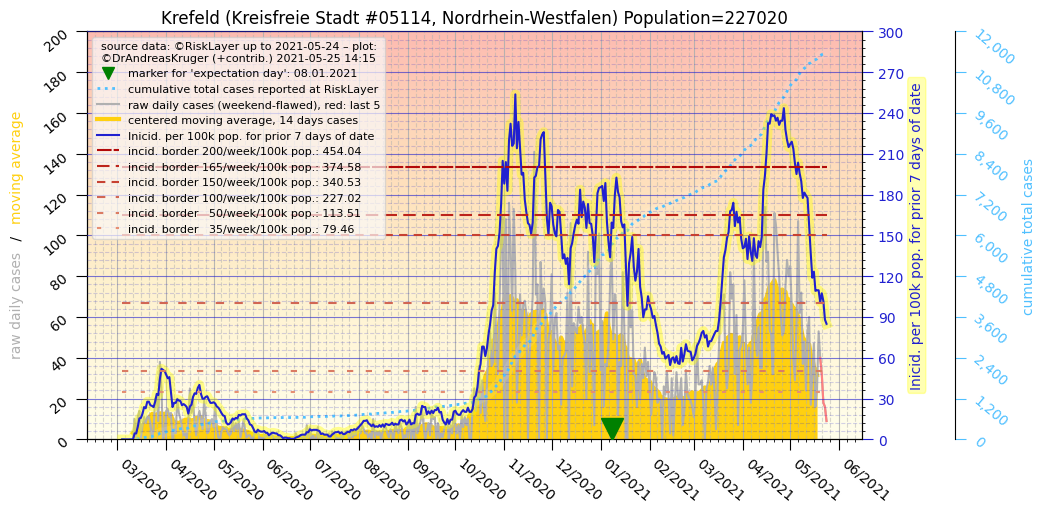 Krefeld (Kreisfreie Stadt #05114, Nordrhein-Westfalen) Population=227020
source data: ©RiskLayer up to 2021-05-24 – plot:
©DrAndreasKruger (+contrib.) 2021-05-25 14:15
marker for 'expectation day': 08.01.2021
cumulative total cases reported at RiskLayer
raw daily cases (weekend-flawed), red: last 5
centered moving average, 14 days cases
Inicid. per 100k pop. for prior 7 days of date
incid. border 200/week/100k pop.: 454.04
incid. border 165/week/100k pop.: 374.58
incid. border 150/week/100k pop.: 340.53
incid. border 100/week/100k pop.: 227.02
incid. border   50/week/100k pop.: 113.51
incid. border   35/week/100k pop.: 79.46
raw daily cases   /   moving average
200
180
160
140
120
100
80
60
40
20
0
03/2020
04/2020
05/2020
06/2020
07/2020
08/2020
09/2020
10/2020
11/2020
12/2020
01/2021
02/2021
03/2021
04/2021
05/2021
06/2021
300
270
240
210
180
150
120
90
60
30
0
Inicid. per 100k pop. for prior 7 days of date
12,000
10,800
9,600
8,400
7,200
6,000
4,800
3,600
2,400
1,200
0
cumulative total cases